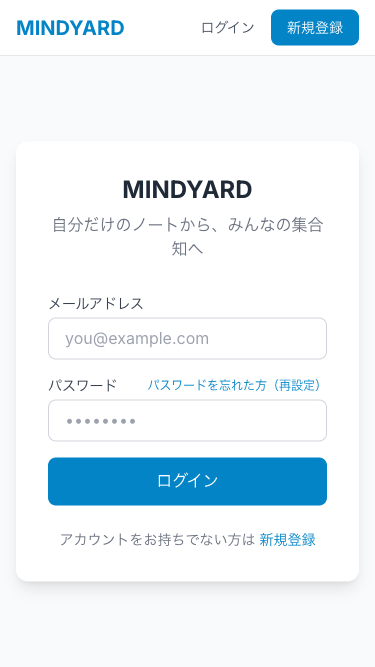 MINDYARD ログイン 新規登録
MINDYARD
自分だけのノートから、みんなの集合
知へ
メールアドレス
you@example.com
パスワード パスワードを忘れた方（再設定）
••••••••
ログイン
アカウントをお持ちでない方は 新規登録